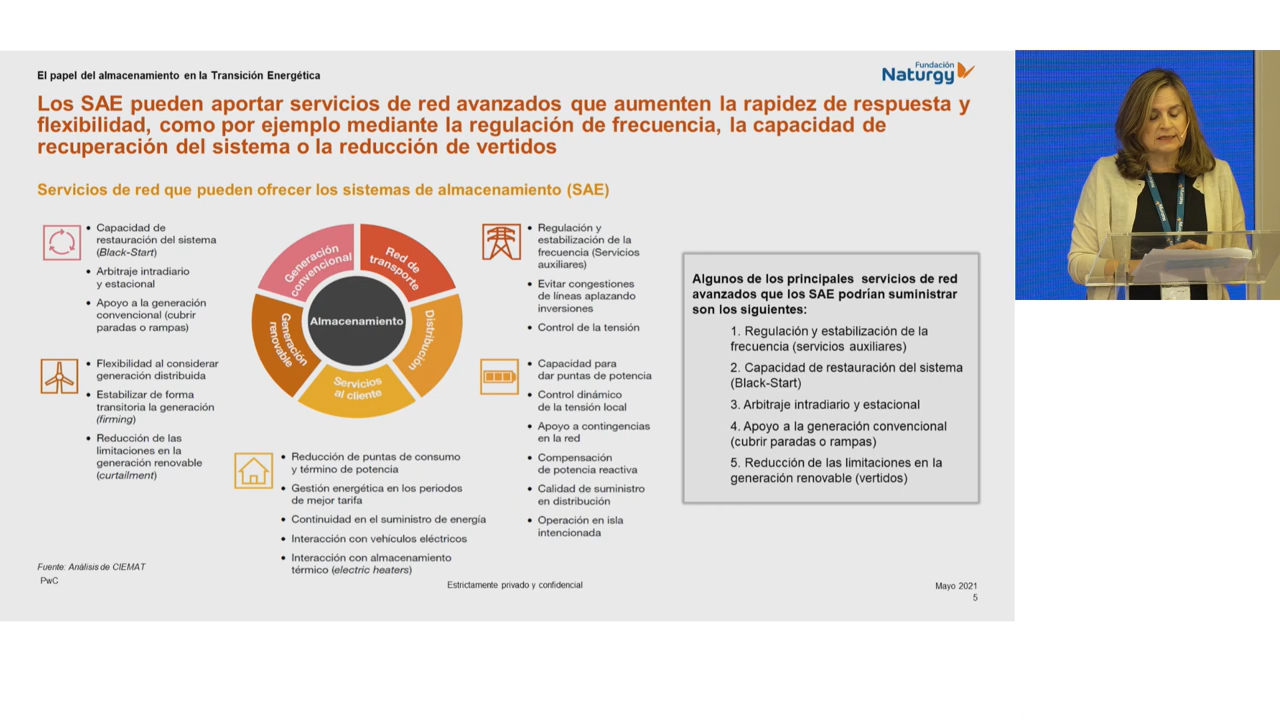 El papel del almacenamiento en la Transición Energética
Fundación
Naturgy
Los SAE pueden aportar servicios de red avanzados que aumenten la rapidez de respuesta y
flexibilidad, como por ejemplo mediante la regulación de frecuencia, la capacidad de
recuperación del sistema o la reducción de vertidos
Servicios de red que pueden ofrecer los sistemas de almacenamiento (SAE)
• Capacidad de
restauración del sistema
(Black-Start)
• Arbitraje intradiario
y estacional
• Apoyo a la generación
convencional (cubrir
paradas o rampas)
• Flexibilidad al considerar
generación distribuida
• Estabilizar de forma
transitoria la generación
(firming)
• Reducción de las
limitaciones en la
generación renovable
(curtailment)
Generación
convencional
Red de
transporte
Distribución
Servicios
al cliente
Generación
renovable
Almacenamiento
• Reducción de puntas de consumo
y término de potencia
• Gestión energética en los periodos
de mejor tarifa
• Continuidad en el suministro de energía
• Interacción con vehículos eléctricos
• Interacción con almacenamiento
térmico (electric heaters)
• Regulación y
estabilización de la
frecuencia (Servicios
auxiliares)
• Evitar congestiones
de líneas aplazando
inversiones
• Control de la tensión
• Capacidad para
dar puntas de potencia
• Control dinámico
de la tensión local
• Apoyo a contingencias
en la red
• Compensación
de potencia reactiva
• Calidad de suministro
en distribución
• Operación en isla
intencionada
Algunos de los principales servicios de red
avanzados que los SAE podrían suministrar
son los siguientes:
1. Regulación y estabilización de la
frecuencia (servicios auxiliares)
2. Capacidad de restauración del sistema
(Black-Start)
3. Arbitraje intradiario y estacional
4. Apoyo a la generación convencional
(cubrir paradas o rampas)
5. Reducción de las limitaciones en la
generación renovable (vertidos)
Fuente: Análisis de CIEMAT
PwC
Estrictamente privado y confidencial
Mayo 2021
5
Naturgy